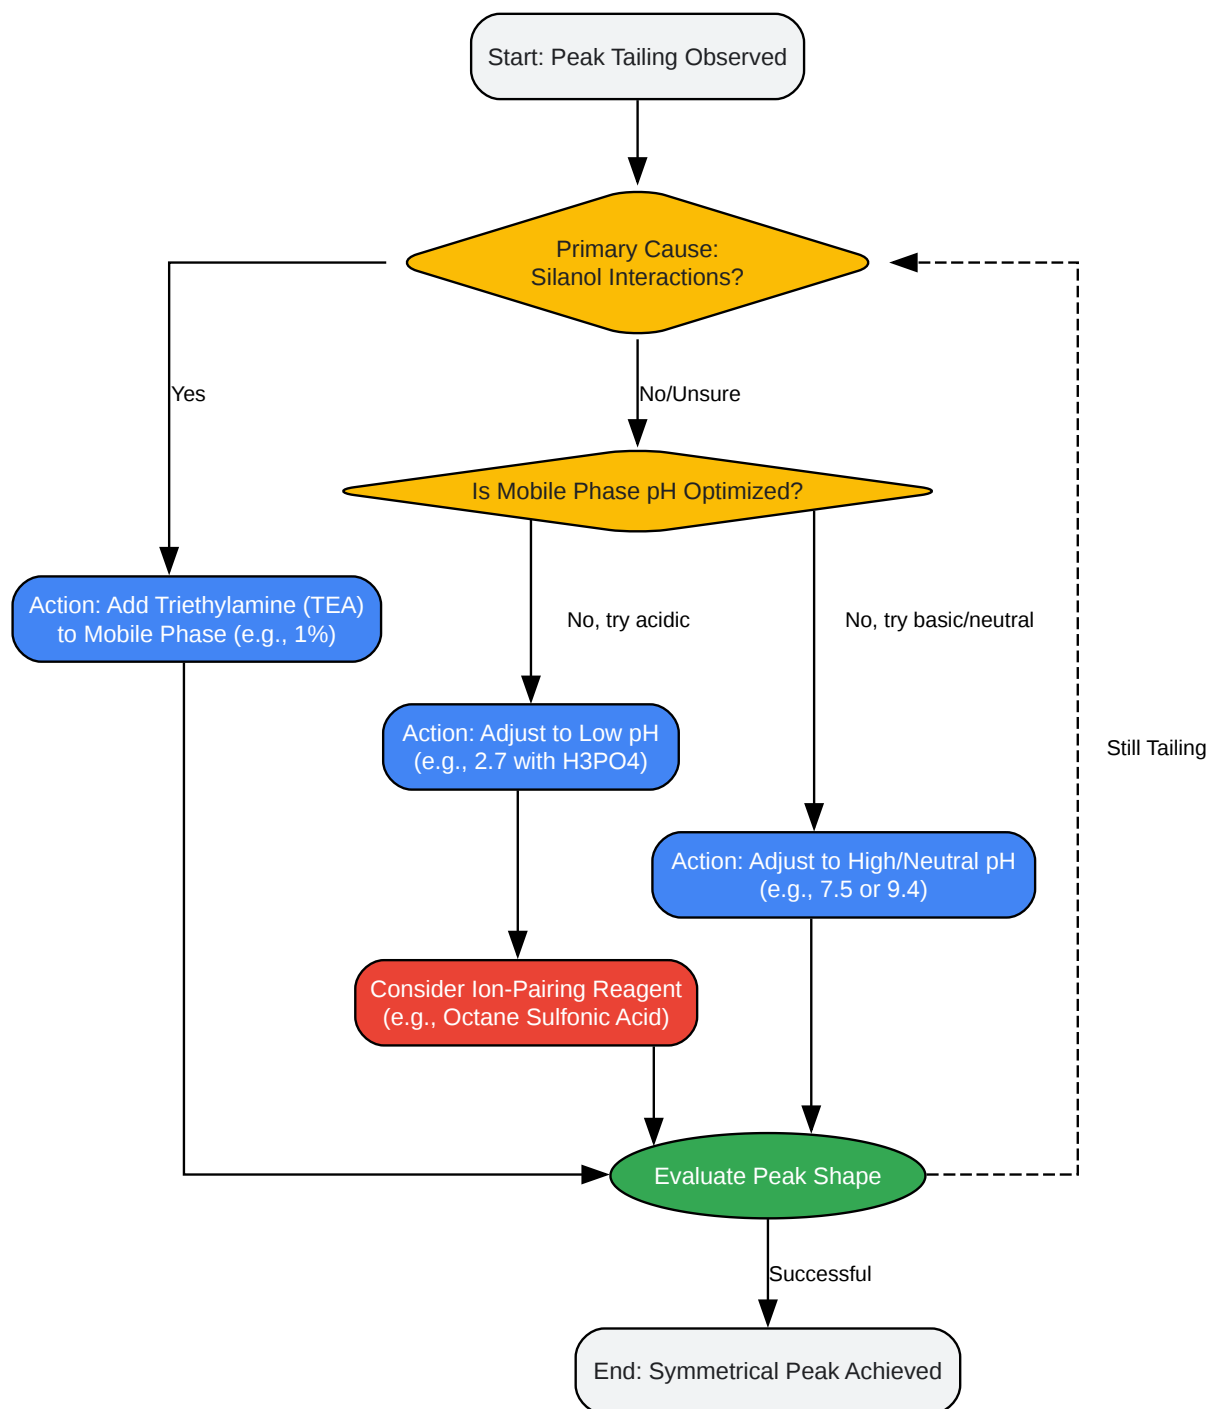 Start: Peak Tailing Observed
Primary Cause:
Silanol Interactions?
Yes
No/Unsure
Is Mobile Phase pH Optimized?
Action: Add Triethylamine (TEA)
to Mobile Phase (e.g., 1%)
No, try acidic
No, try basic/neutral
Action: Adjust to Low pH
(e.g., 2.7 with H3PO4)
Still Tailing
Action: Adjust to High/Neutral pH
(e.g., 7.5 or 9.4)
Consider Ion-Pairing Reagent
(e.g., Octane Sulfonic Acid)
Evaluate Peak Shape
Successful
End: Symmetrical Peak Achieved